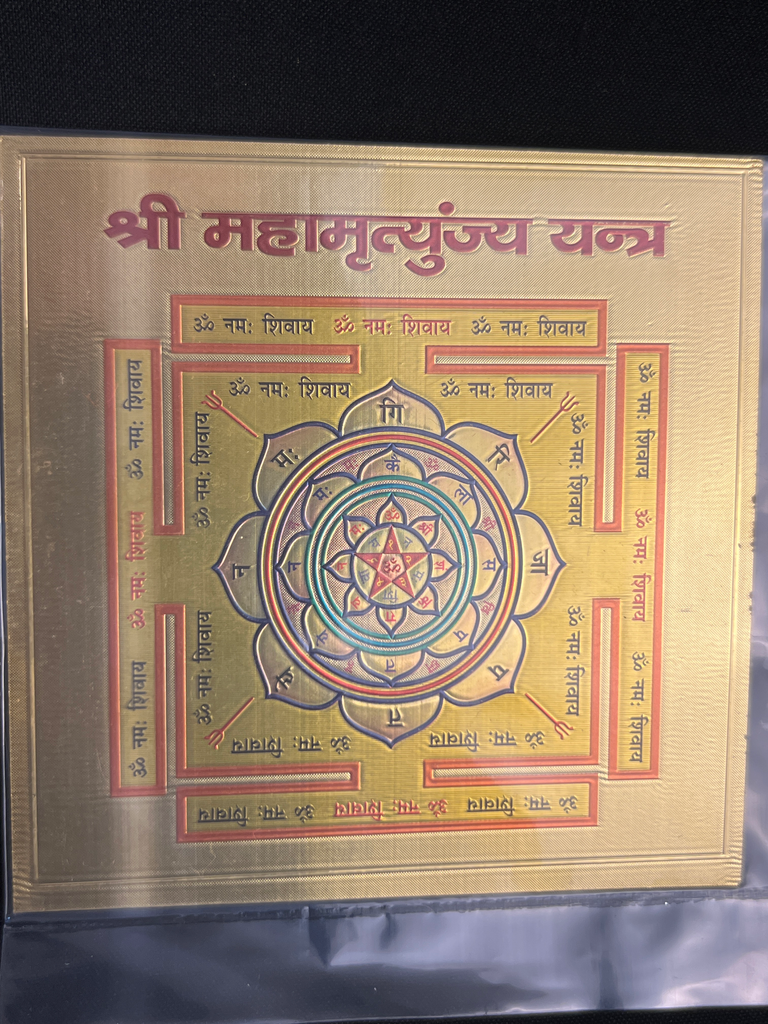 श्री महामृत्युंज्य यन्त्र
ॐ नमः शिवाय ॐ नमः शिवाय ॐ नमः शिवाय
ॐ नमः शिवाय ॐ नमः शिवाय
ॐ नमः शिवाय ॐ नमः शिवाय ॐ नमः शिवाय
ॐ नमः शिवाय ॐ नमः शिवाय
ॐ नमः शिवाय ॐ नमः शिवाय
ॐ नमः शिवाय ॐ नमः शिवाय ॐ नमः शिवाय
गि
जा
प
त
न
मः
क
स
प
त
न
मः
ॐ
ॐ नमः शिवाय ॐ नमः शिवाय
ॐ नमः शिवाय ॐ नमः शिवाय ॐ नमः शिवाय